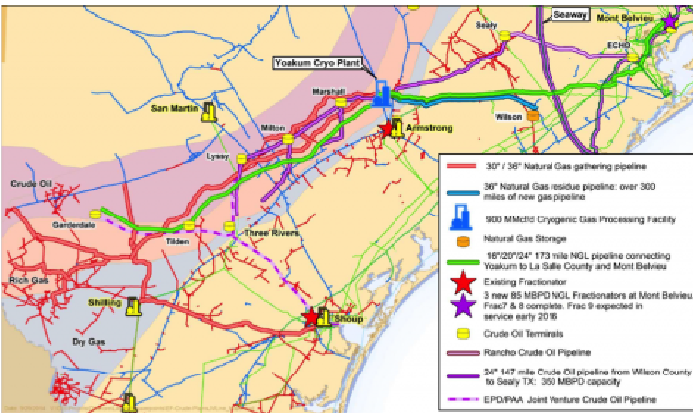 Seaway
Mont Belvieu
Sealy
ECHO
Yoakum Cryo Plant
Marshall
San Martin
Milton
Armstrong
Wilson
Lyssy
Crude Oil
Garderdale
Tilden
Three Rivers
Rich Gas
Shilling
Shoup
Dry Gas
30" / 36" Natural Gas gathering pipeline
36" Natural Gas residue pipeline: over 300
miles of new gas pipeline
900 MMcf/d Cryogenic Gas Processing Facility
Natural Gas Storage
16"/20"/24" 173 mile NGL pipeline connecting
Yoakum to La Salle County and Mont Belvieu
Existing Fractionator
3 new 85 MBPD NGL Fractionators at Mont Belvieu.
Frac7 & 8 complete. Frac 9 expected in
service early 2016
Crude Oil Terminals
Rancho Crude Oil Pipeline
24" 147 mile Crude Oil pipeline from Wilson County
to Sealy TX: 350 MBPD capacity
EPD/PAA Joint Venture Crude Oil Pipeline